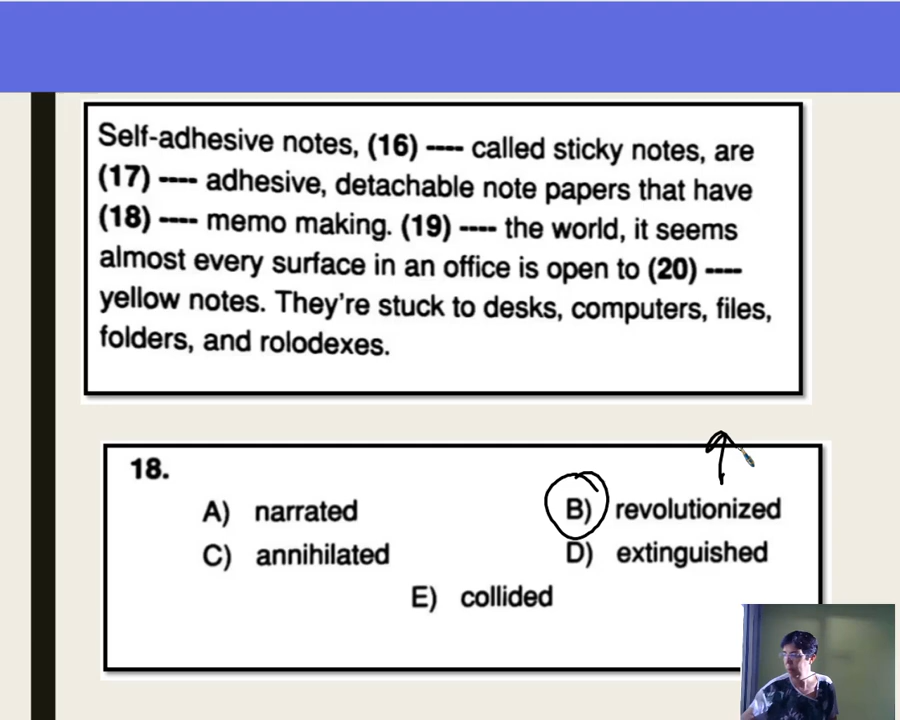 Self-adhesive notes, (16) ---- called sticky notes, are
(17) ---- adhesive, detachable note papers that have
(18) ---- memo making. (19) ---- the world, it seems
almost every surface in an office is open to (20) ----
yellow notes. They're stuck to desks, computers, files,
folders, and rolodexes.
18.
A) narrated B) revolutionized
C) annihilated D) extinguished
E) collided